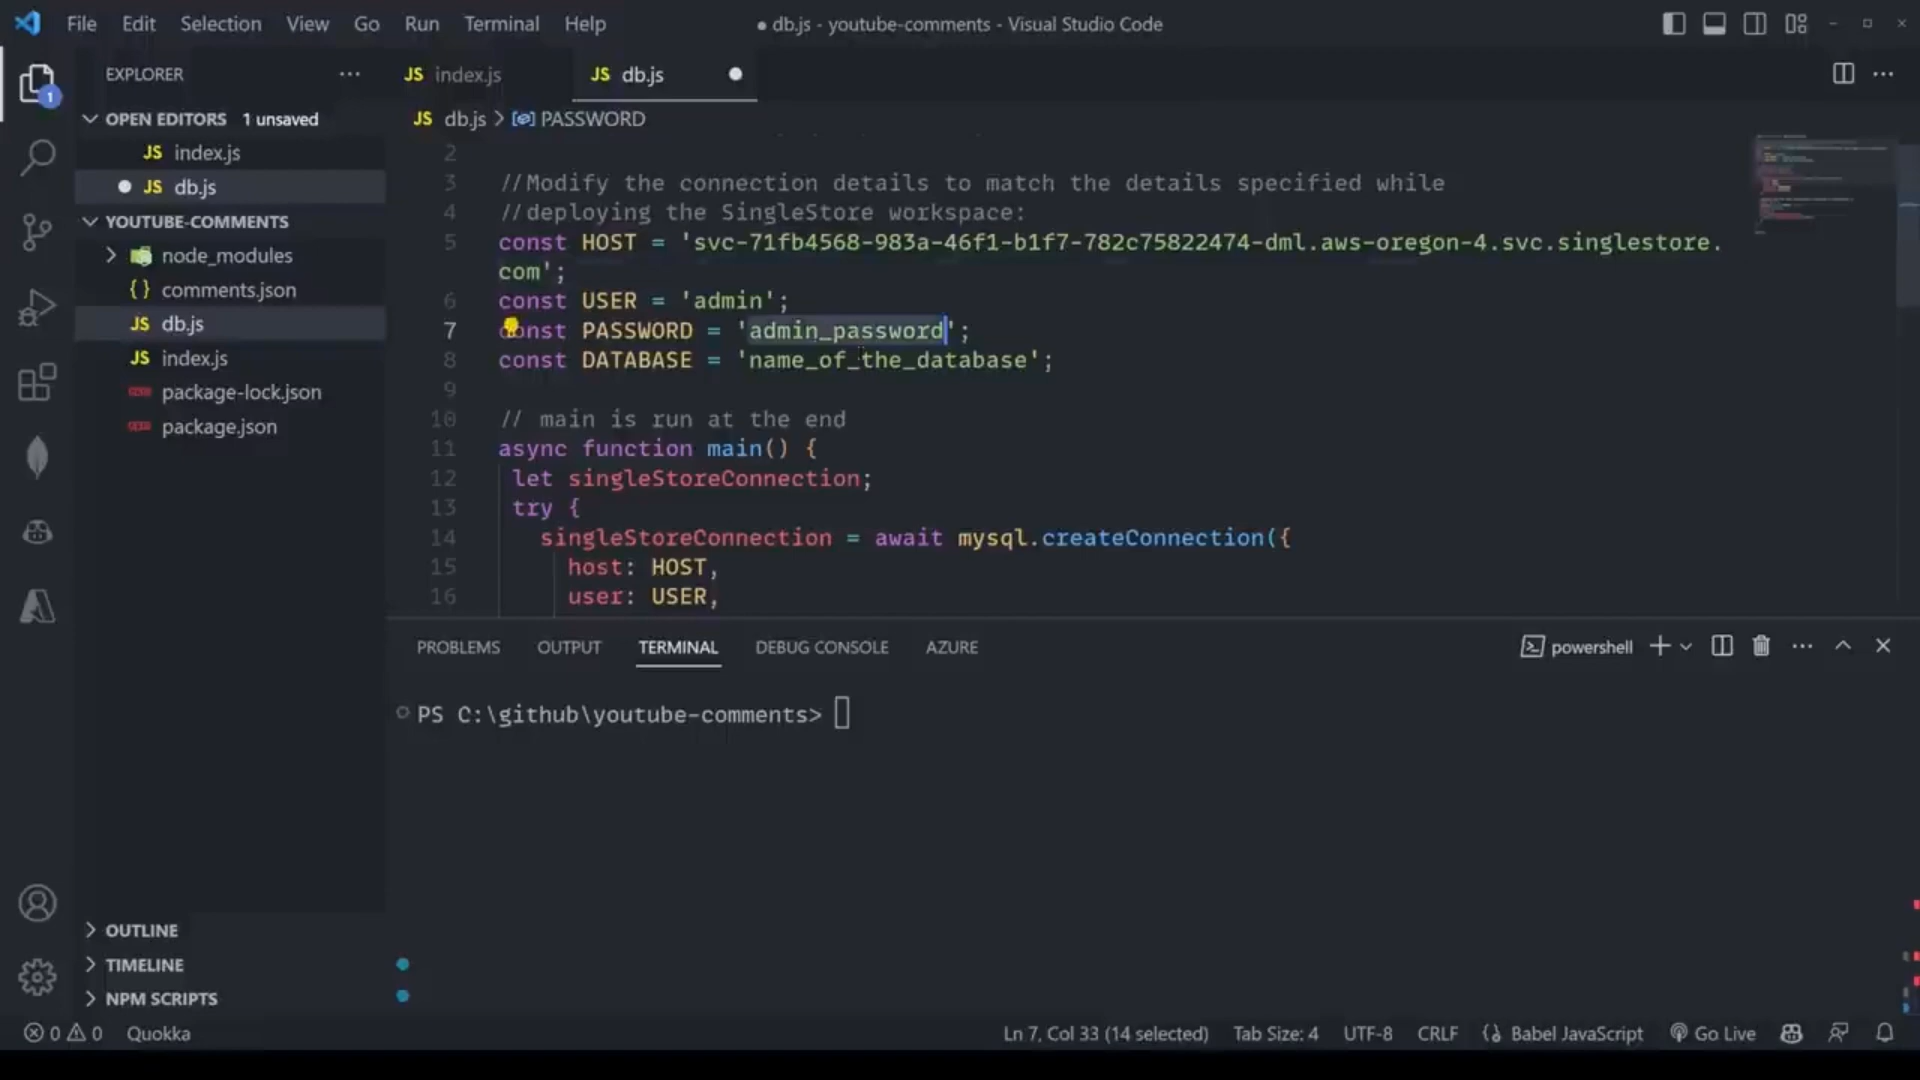 File Edit Selection View Go Run Terminal Help
● db.js - youtube-comments - Visual Studio Code
EXPLORER
1
OPEN EDITORS 1 unsaved
JS index.js
● JS db.js
YOUTUBE-COMMENTS
node_modules
{} comments.json
JS db.js
JS index.js
package-lock.json
package.json
OUTLINE
TIMELINE
NPM SCRIPTS
JS index.js
JS db.js ●
JS db.js > PASSWORD
2
3 //Modify the connection details to match the details specified while
4 //deploying the SingleStore workspace:
5 const HOST = 'svc-71fb4568-983a-46f1-b1f7-782c75822474-dml.aws-oregon-4.svc.singlestore.
com';
6 const USER = 'admin';
7 const PASSWORD = 'admin_password';
8 const DATABASE = 'name_of_the_database';
9
10 // main is run at the end
11 async function main() {
12 let singleStoreConnection;
13 try {
14 singleStoreConnection = await mysql.createConnection({
15 host: HOST,
16 user: USER,
PROBLEMS OUTPUT TERMINAL DEBUG CONSOLE AZURE
powershell
PS C:\github\youtube-comments>
0 0 Quokka
Ln 7, Col 33 (14 selected) Tab Size: 4 UTF-8 CRLF Babel JavaScript Go Live